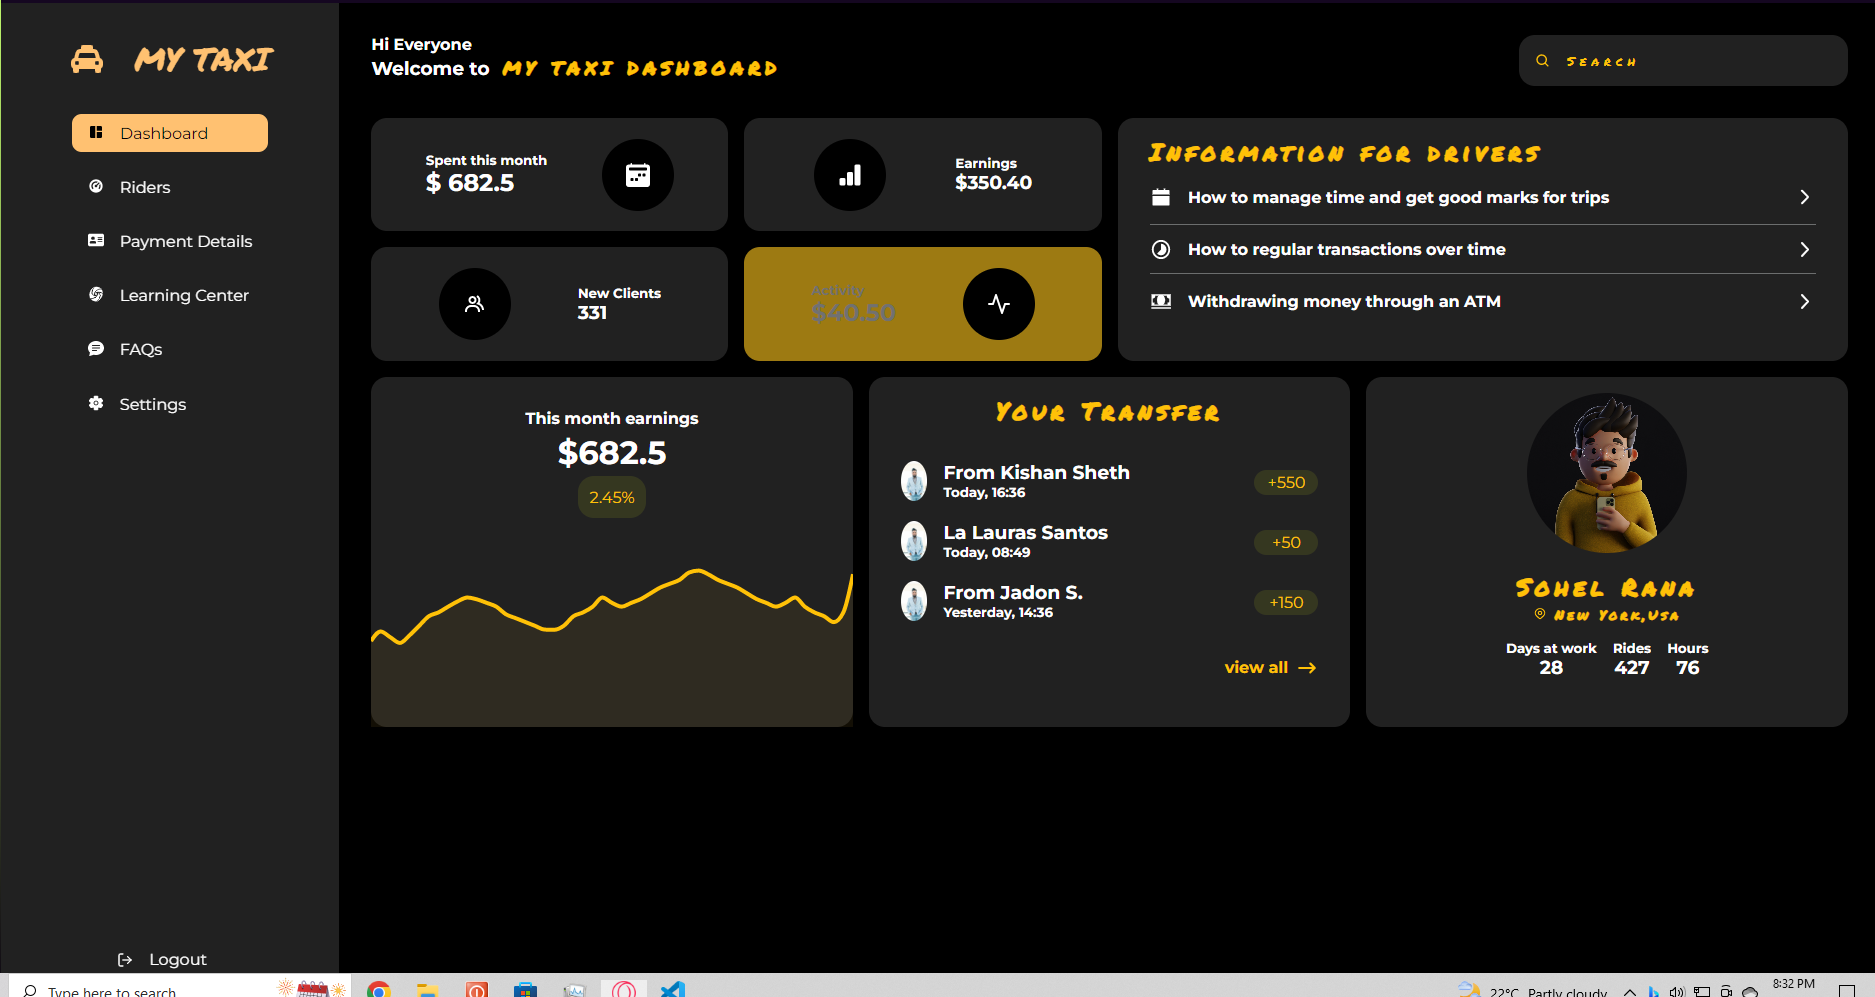 MY TAXI
Dashboard
Riders
Payment Details
Learning Center
FAQs
Settings
Logout
Hi Everyone
Welcome to MY TAXI DASHBOARD
Search
Spent this month
$ 682.5
Earnings
$350.40
New Clients
331
Activity
$40.50
Information for drivers
How to manage time and get good marks for trips
How to regular transactions over time
Withdrawing money through an ATM
This month earnings
$682.5
2.45%
Your Transfer
From Kishan Sheth
Today, 16:36
+550
La Lauras Santos
Today, 08:49
+50
From Jadon S.
Yesterday, 14:36
+150
view all
Sohel Rana
New York,Usa
Days at work Rides Hours
28 427 76
Type here to search
22°C Partly cloudy
8:32 PM